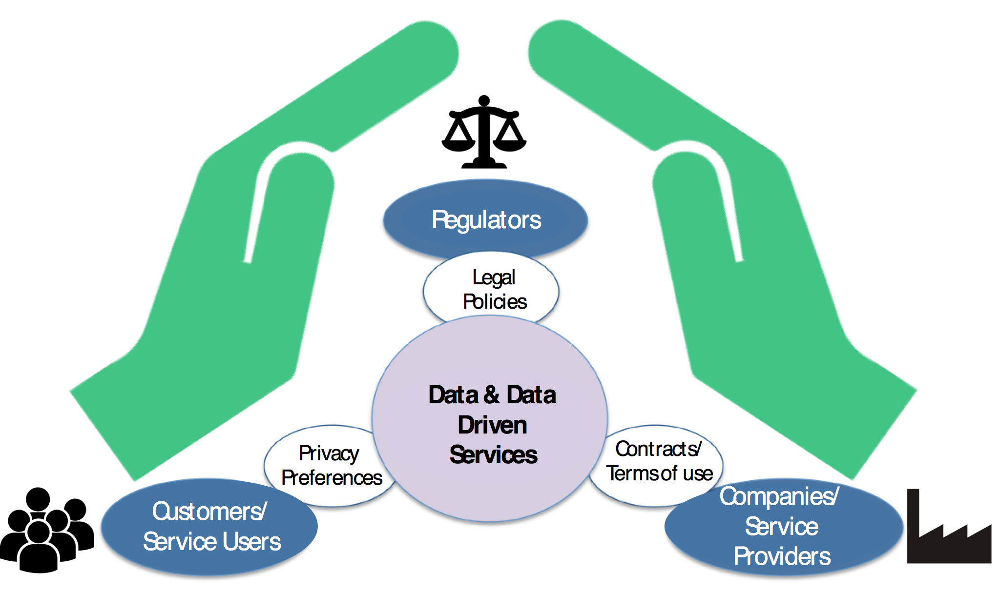 Regulators
Legal
Policies
Data & Data
Driven
Services
Privacy
Preferences
Contracts/
Terms of use
Customers/
Service Users
Companies/
Service
Providers